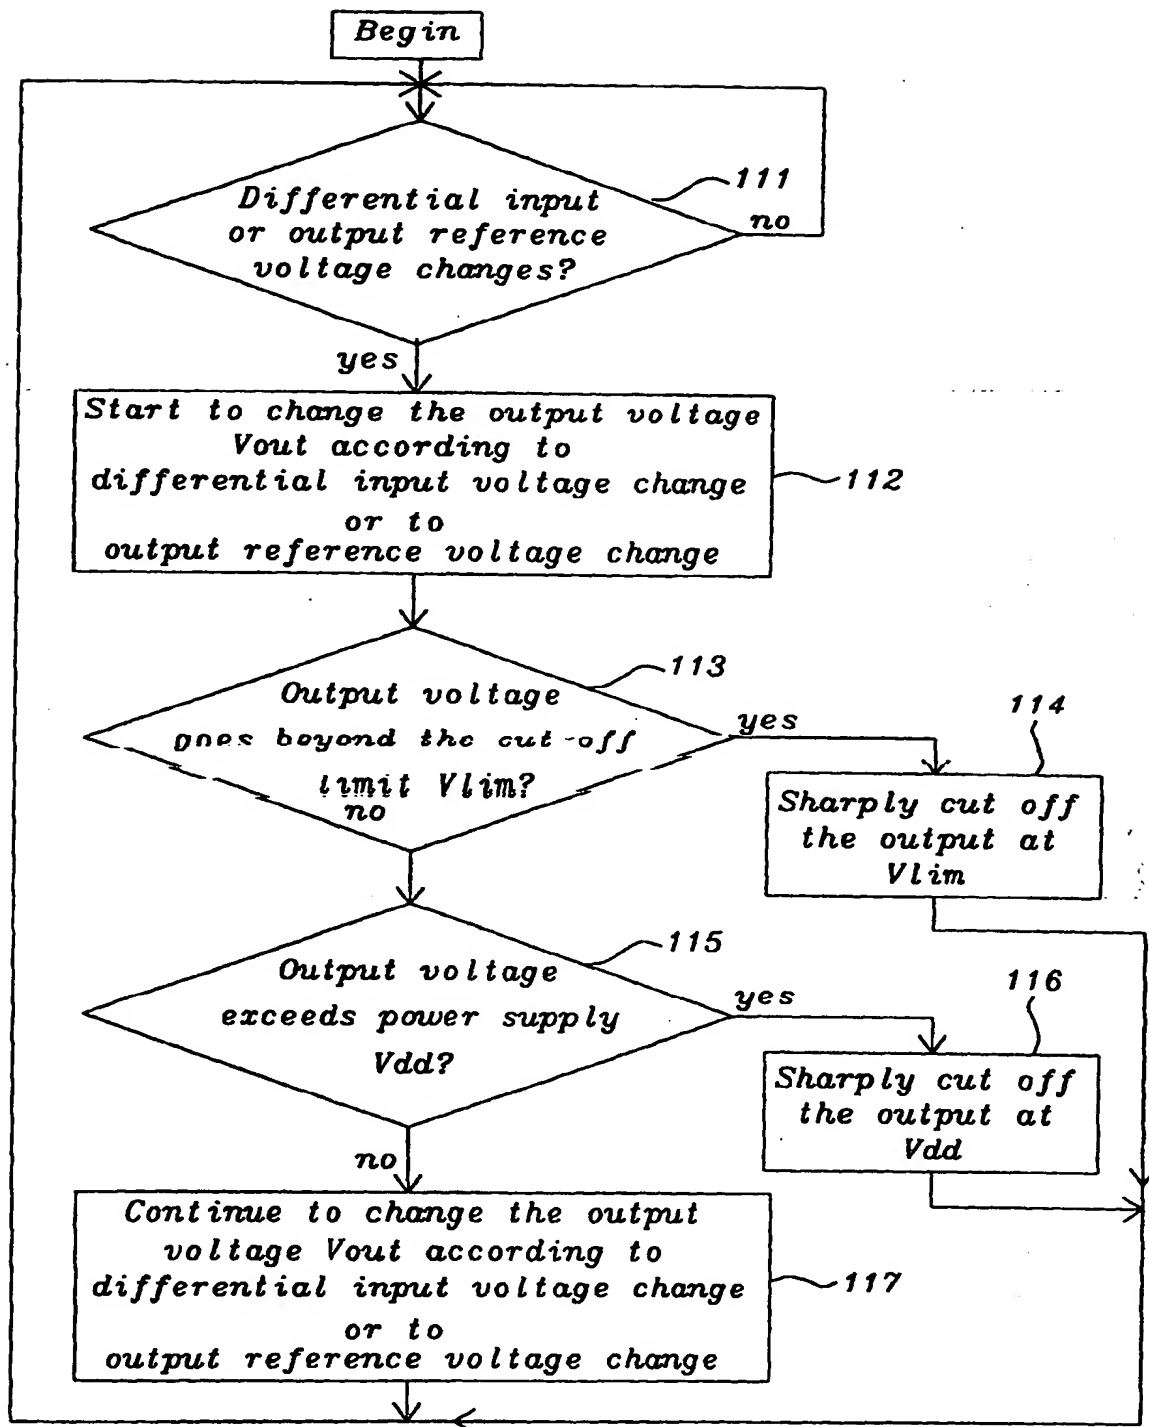 Begin
111
Differential input
or output reference
voltage changes?
no
yes
Start to change the output voltage
Vout according to
differential input voltage change
or to
output reference voltage change
112
113
Output voltage
goes beyond the cut-off
limit Vlim?
no
yes
114
Sharply cut off
the output at
Vlim
115
Output voltage
exceeds power supply
Vdd?
yes
116
Sharply cut off
the output at
Vdd
no
Continue to change the output
voltage Vout according to
differential input voltage change
or to
output reference voltage change
117